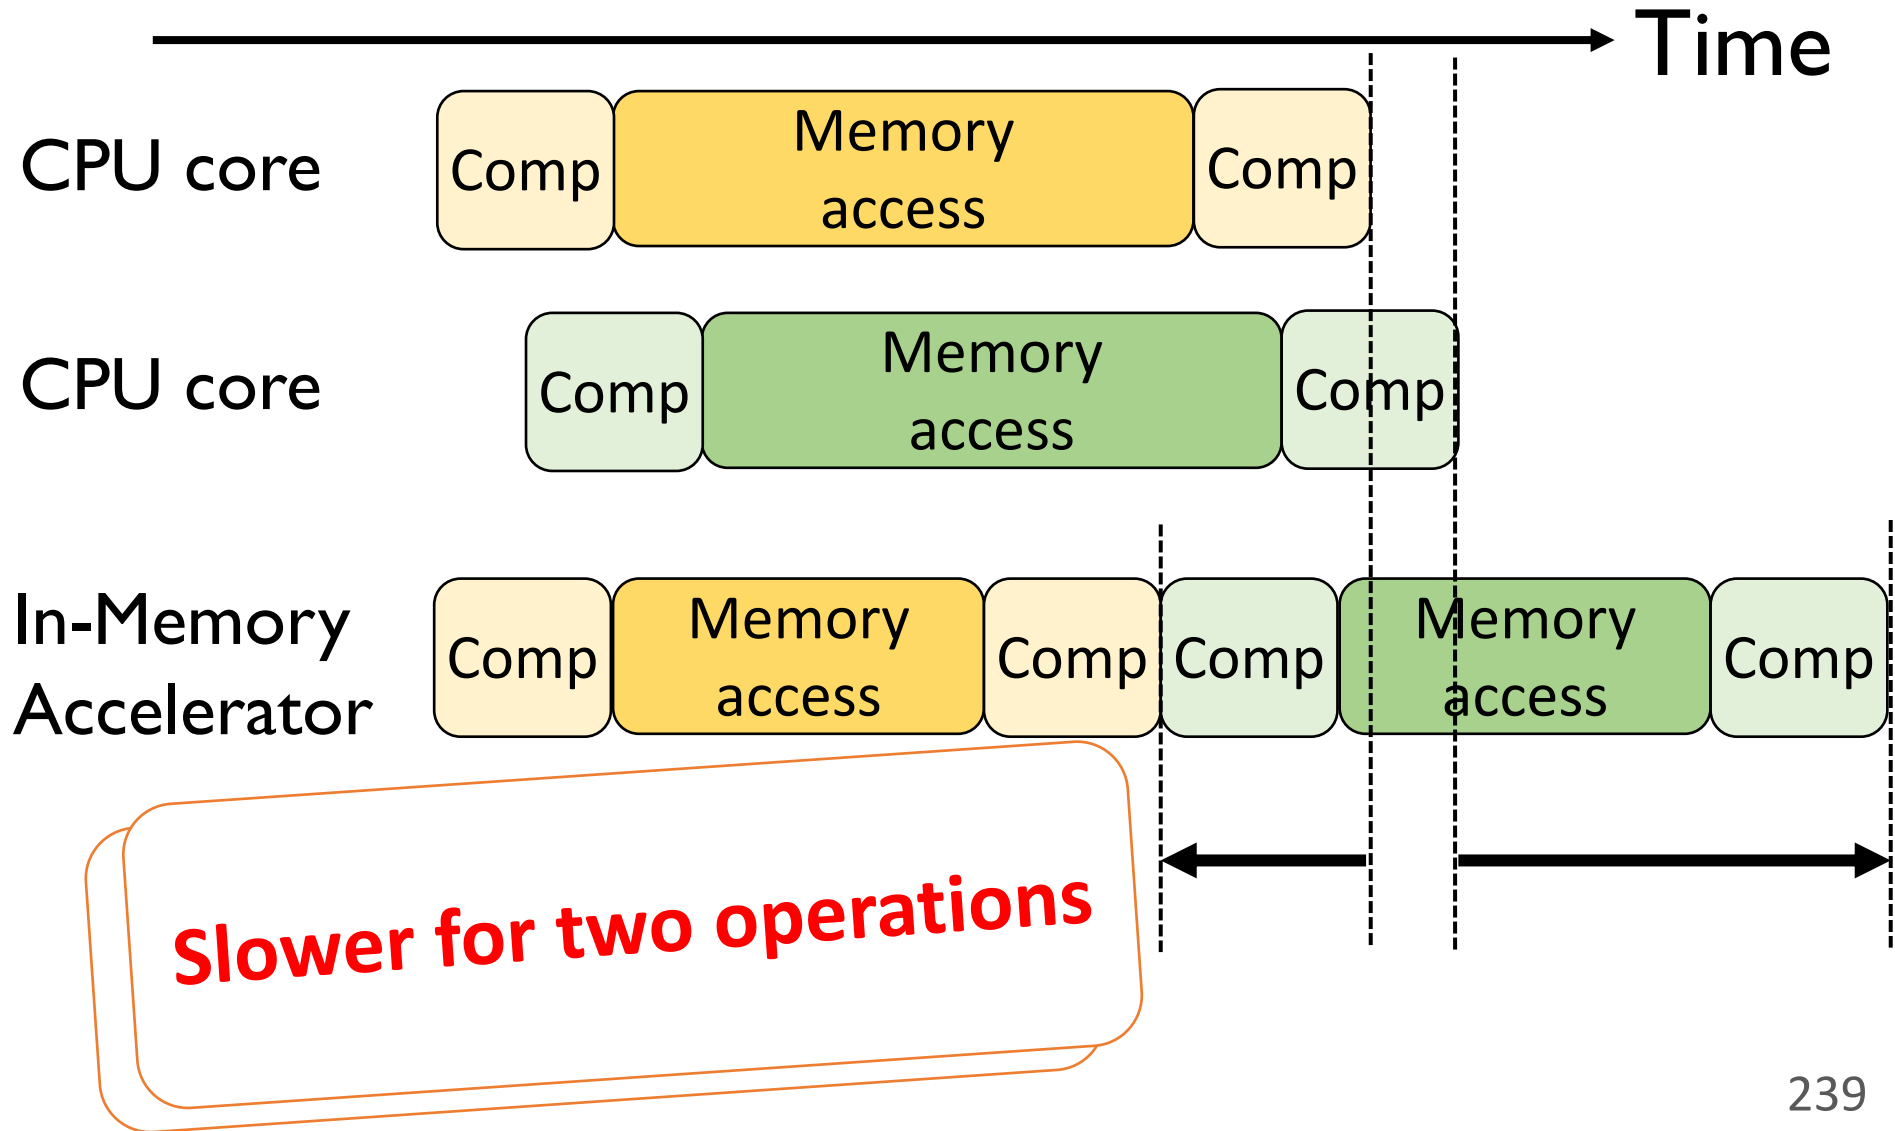 Time
CPU core
Comp
Memory
access
Comp
CPU core
Comp
Memory
access
Comp
In-Memory
Accelerator
Comp
Memory
access
Comp
Comp
Memory
access
Comp
Slower for two operations
239